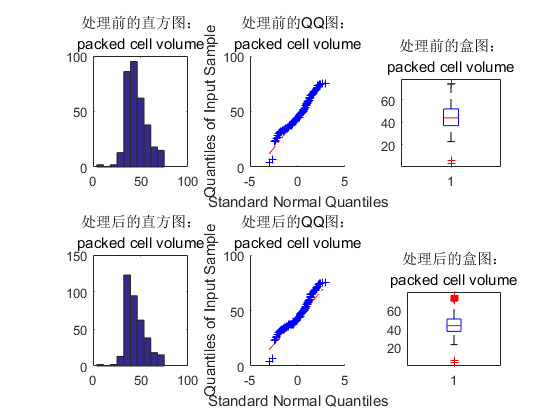 处理前的直方图：
packed cell volume
100
50
0
0
50
100
处理前的QQ图：
packed cell volume
Quantiles of Input Sample
100
50
0
-5
0
5
Standard Normal Quantiles
处理前的盒图：
packed cell volume
60
40
20
1
处理后的直方图：
packed cell volume
150
100
50
0
0
50
100
处理后的QQ图：
packed cell volume
Quantiles of Input Sample
100
50
0
-5
0
5
Standard Normal Quantiles
处理后的盒图：
packed cell volume
60
40
20
1